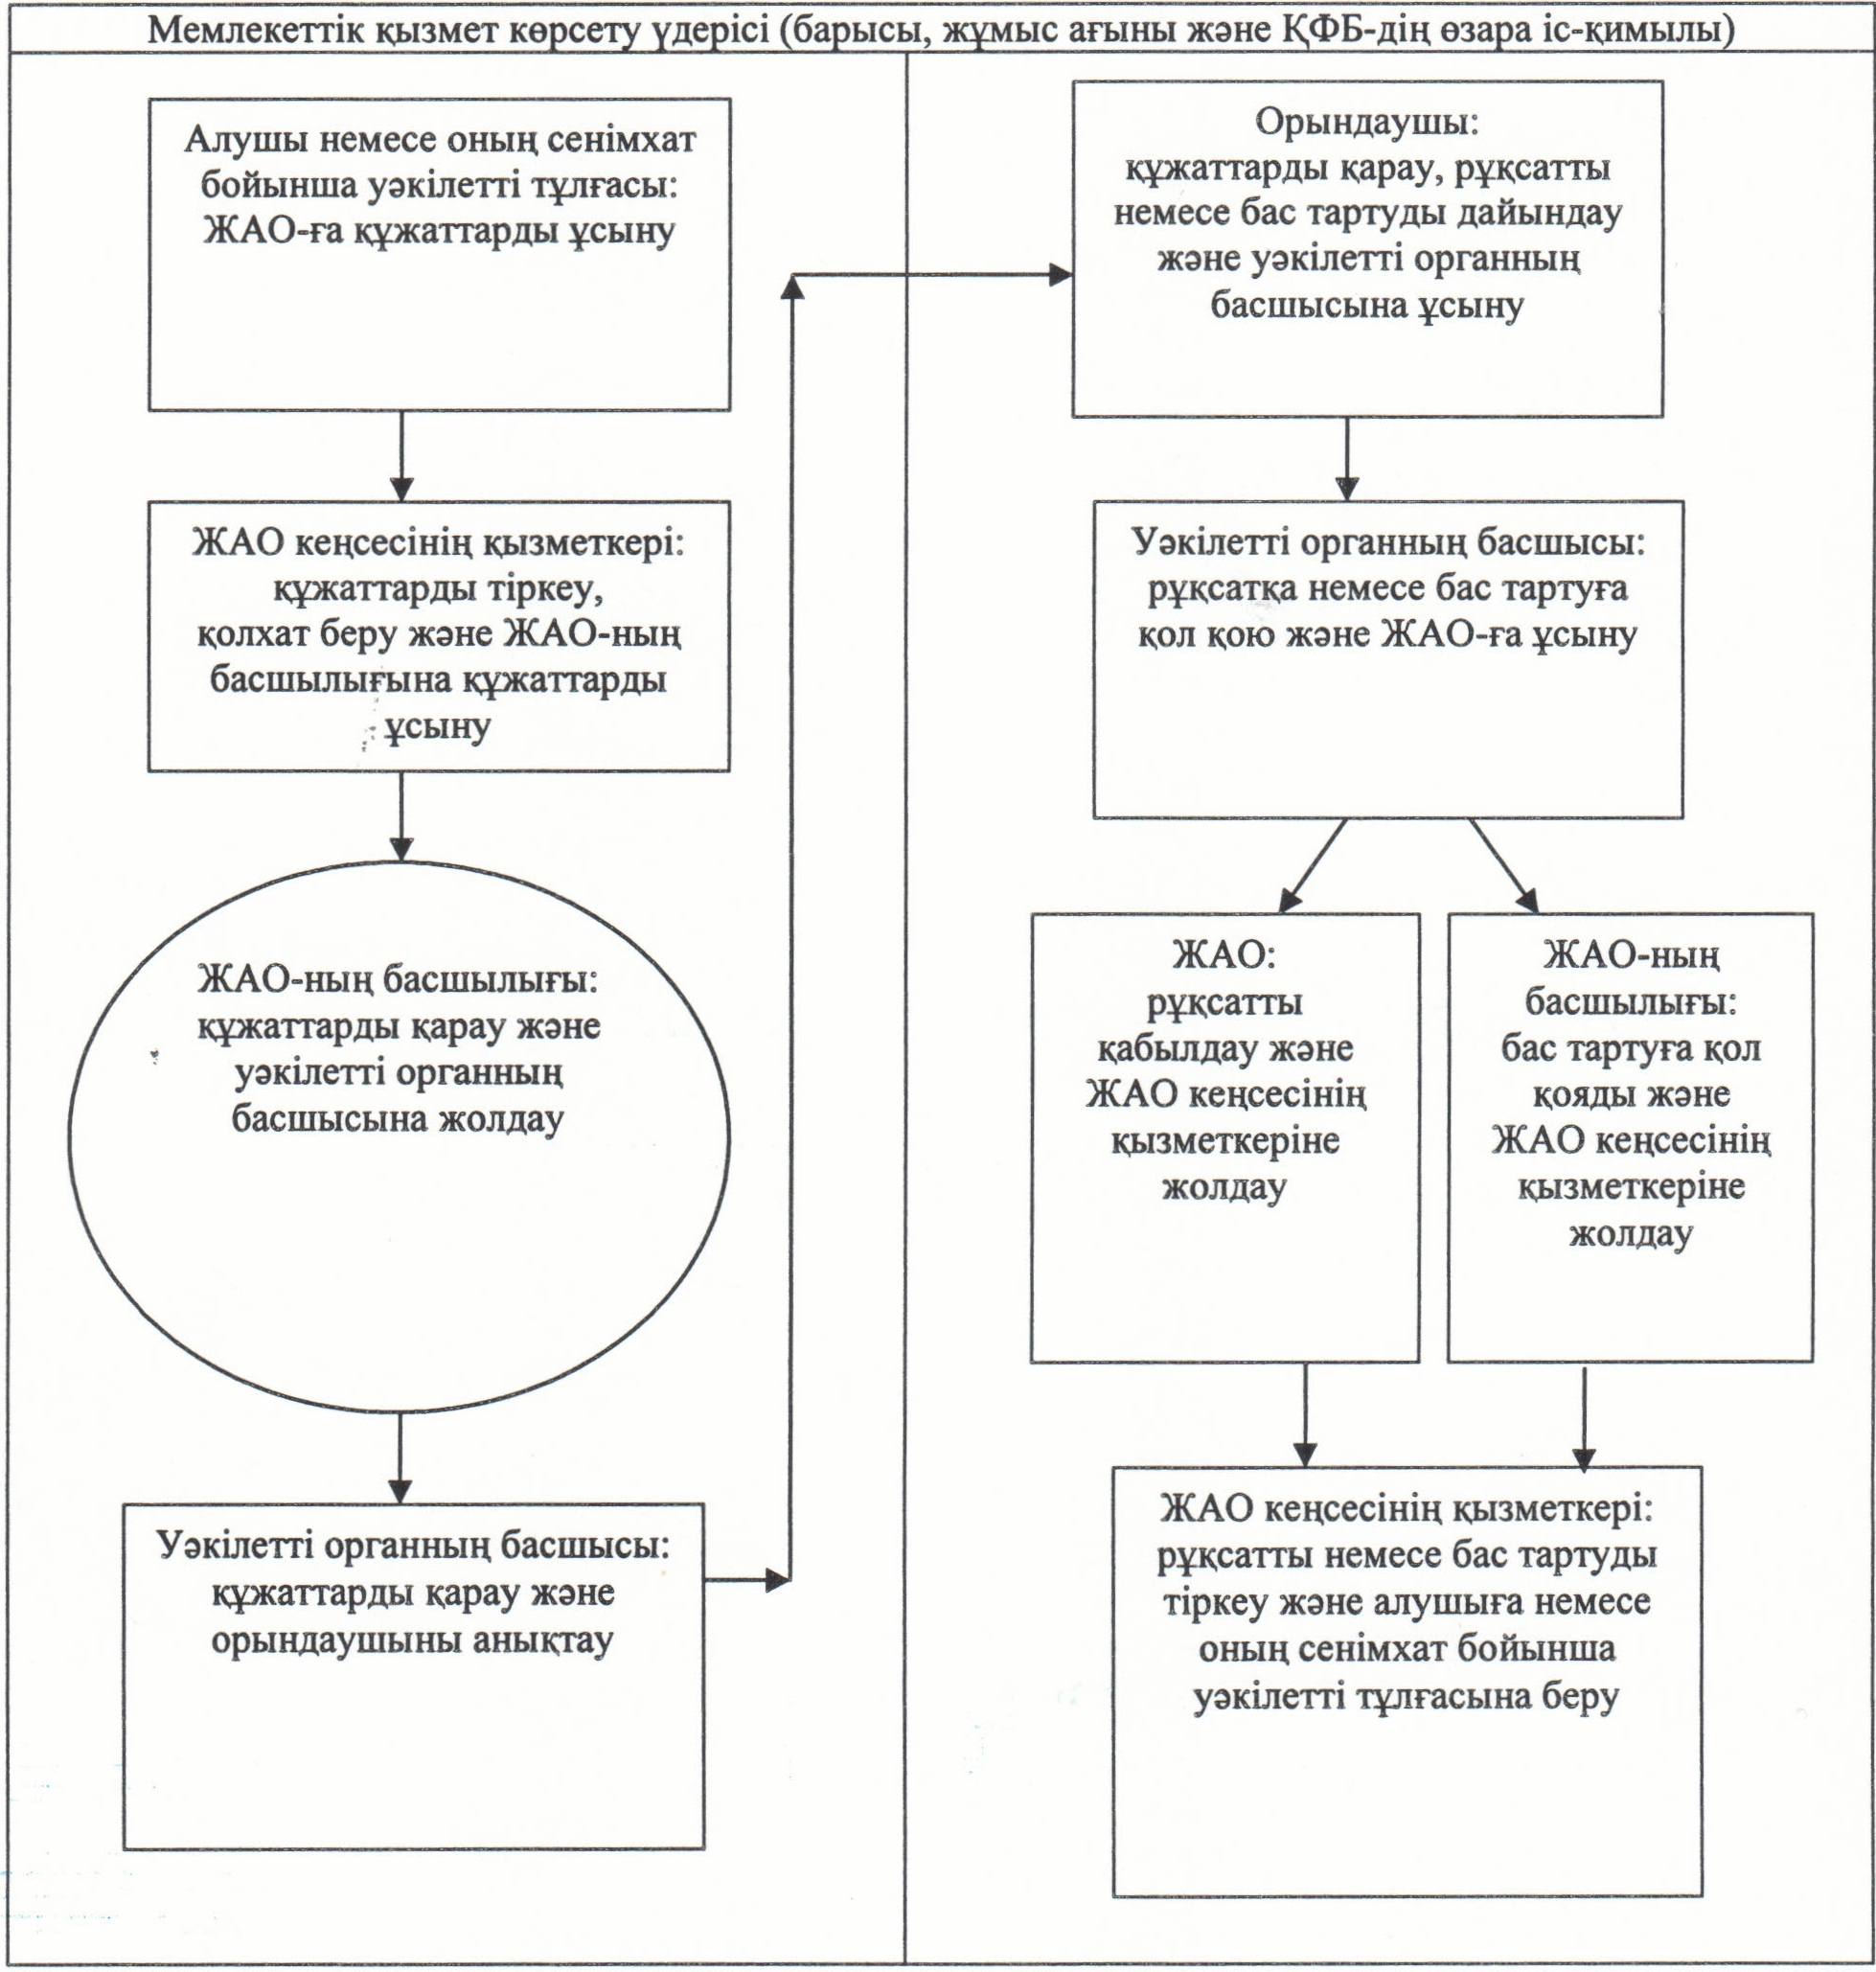 Мемлекеттік қызмет көрсету үдерісі (барысы, жұмыс ағыны және ҚФБ-дің өзара іс-қимылы)
Алушы немесе оның сенімхат
бойынша уәкілетті тұлғасы:
ЖАО-ға құжаттарды ұсыну
ЖАО кеңсесінің қызметкері:
құжаттарды тіркеу,
қолхат беру және ЖАО-ның
басшылығына құжаттарды
ұсыну
ЖАО-ның басшылығы:
құжаттарды қарау және
уәкілетті органның
басшысына жолдау
Уәкілетті органның басшысы:
құжаттарды қарау және
орындаушыны анықтау
Орындаушы:
құжаттарды қарау, рұқсатты
немесе бас тартуды дайындау
және уәкілетті органның
басшысына ұсыну
Уәкілетті органның басшысы:
рұқсатқа немесе бас тартуға
қол қою және ЖАО-ға ұсыну
ЖАО:
рұқсатты
қабылдау және
ЖАО кеңсесінің
қызметкеріне
жолдау
ЖАО-ның
басшылығы:
бас тартуға қол
қояды және
ЖАО кеңсесінің
қызметкеріне
жолдау
ЖАО кеңсесінің қызметкері:
рұқсатты немесе бас тартуды
тіркеу және алушыға немесе
оның сенімхат бойынша
уәкілетті тұлғасына беру